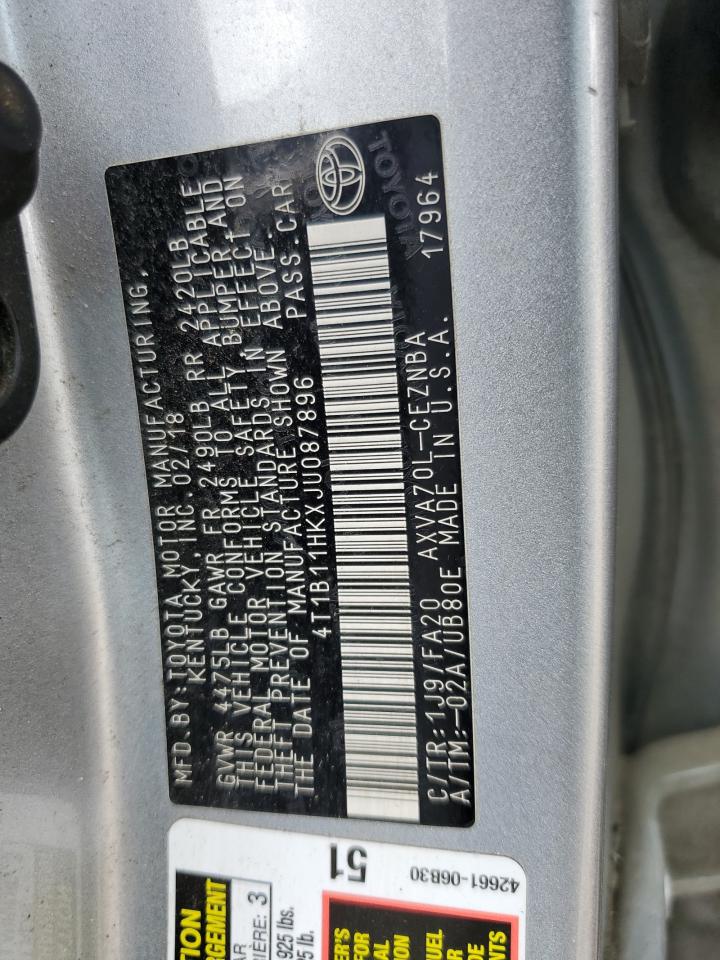 MFD.BY:TOYOTA MOTOR MANUFACTURING,
KENTUCKY, INC. 02/18
GVWR 4475LB GAWR FR 2490LB RR 2420LB
THIS VEHICLE CONFORMS TO ALL APPLICABLE
FEDERAL MOTOR VEHICLE SAFETY, BUMPER, AND
THEFT PREVENTION STANDARDS IN EFFECT ON
THE DATE OF MANUFACTURE SHOWN ABOVE.
4T1B11HKXJU087896 PASS.CAR
C/TR:1J9/FA20 AXVA70L-CEZNBA
A/TM:-02A/UB80E MADE IN U.S.A. 17964
TOYOTA
51
42661-06B30
3
925 lbs.